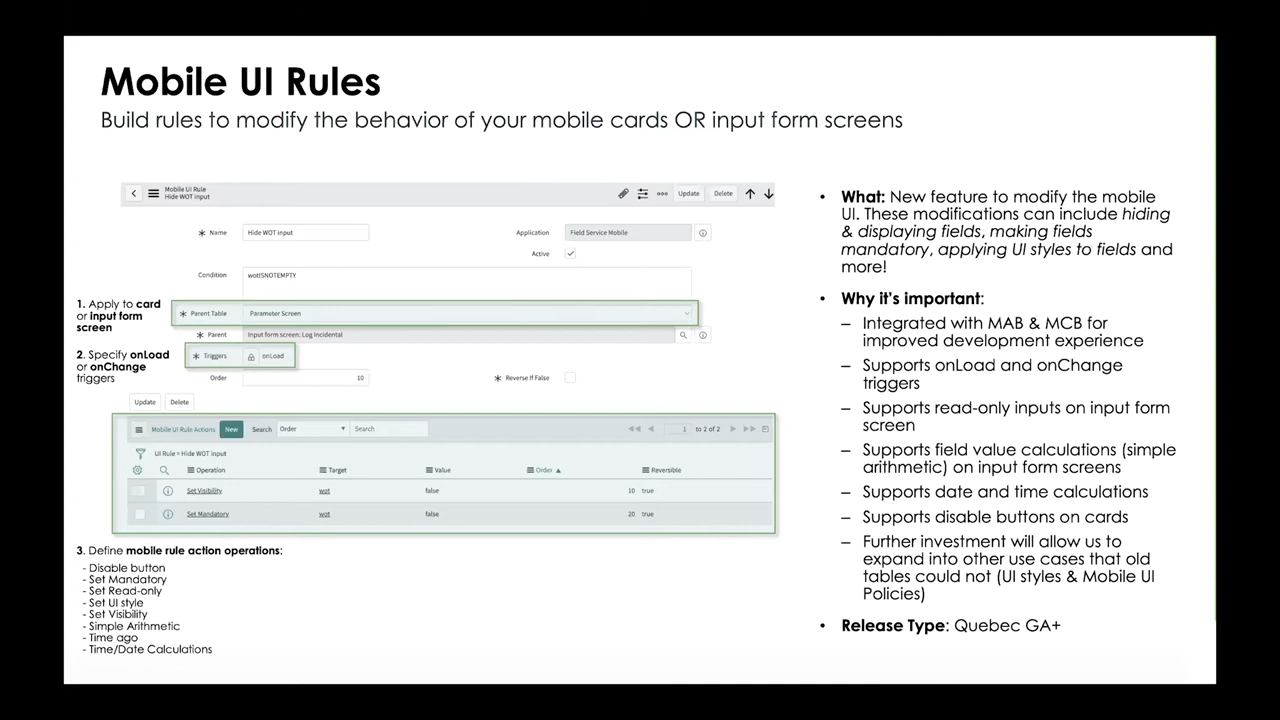 Mobile UI Rules
Build rules to modify the behavior of your mobile cards OR input form screens
Mobile UI Rule
Hide WOT input
Update
Delete
Name
Hide WOT input
Application
Field Service Mobile
Active
Condition
wotISNOTEMPTY
1. Apply to card
or input form
screen
Parent Table
Parameter Screen
Parent
Input form screen: Log Incidental
2. Specify onLoad
or onChange
triggers
Triggers
onLoad
Order
10
Reverse If False
Update
Delete
Mobile UI Rule Actions
New
Search
Order
Search
1 to 2 of 2
UI Rule = Hide WOT input
Operation Target Value Order Reversible
Set Visibility wot false 10 true
Set Mandatory wot false 20 true
3. Define mobile rule action operations:
- Disable button
- Set Mandatory
- Set Read-only
- Set UI style
- Set Visibility
- Simple Arithmetic
- Time ago
- Time/Date Calculations
• What: New feature to modify the mobile
UI. These modifications can include hiding
& displaying fields, making fields
mandatory, applying UI styles to fields and
more!
• Why it's important:
– Integrated with MAB & MCB for
improved development experience
– Supports onLoad and onChange
triggers
– Supports read-only inputs on input form
screen
– Supports field value calculations (simple
arithmetic) on input form screens
– Supports date and time calculations
– Supports disable buttons on cards
– Further investment will allow us to
expand into other use cases that old
tables could not (UI styles & Mobile UI
Policies)
• Release Type: Quebec GA+